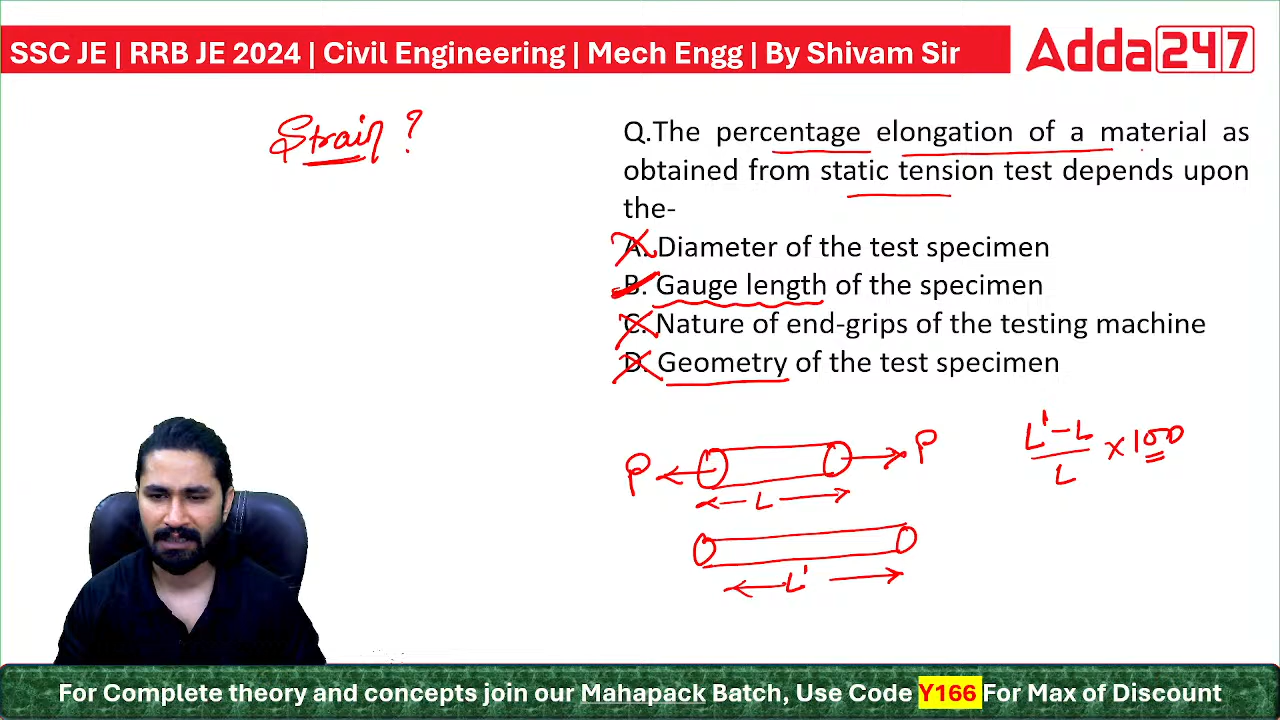 SSC JE | RRB JE 2024 | Civil Engineering | Mech Engg | By Shivam Sir
Adda247
Strain ?
Q.The percentage elongation of a material as
obtained from static tension test depends upon
the-
A. Diameter of the test specimen
B. Gauge length of the specimen
C. Nature of end-grips of the testing machine
D. Geometry of the test specimen
P P
L
L'
L' - L
L
× 100
For Complete theory and concepts join our Mahapack Batch, Use Code Y166 For Max of Discount